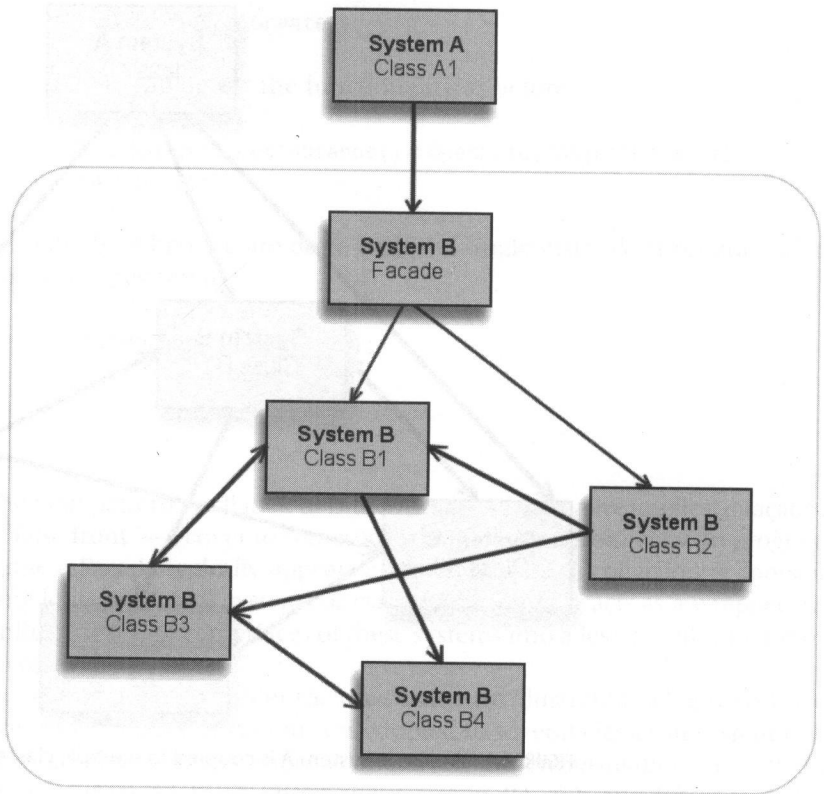 System A
Class A1
System B
Facade
System B
Class B1
System B
Class B2
System B
Class B3
System B
Class B4